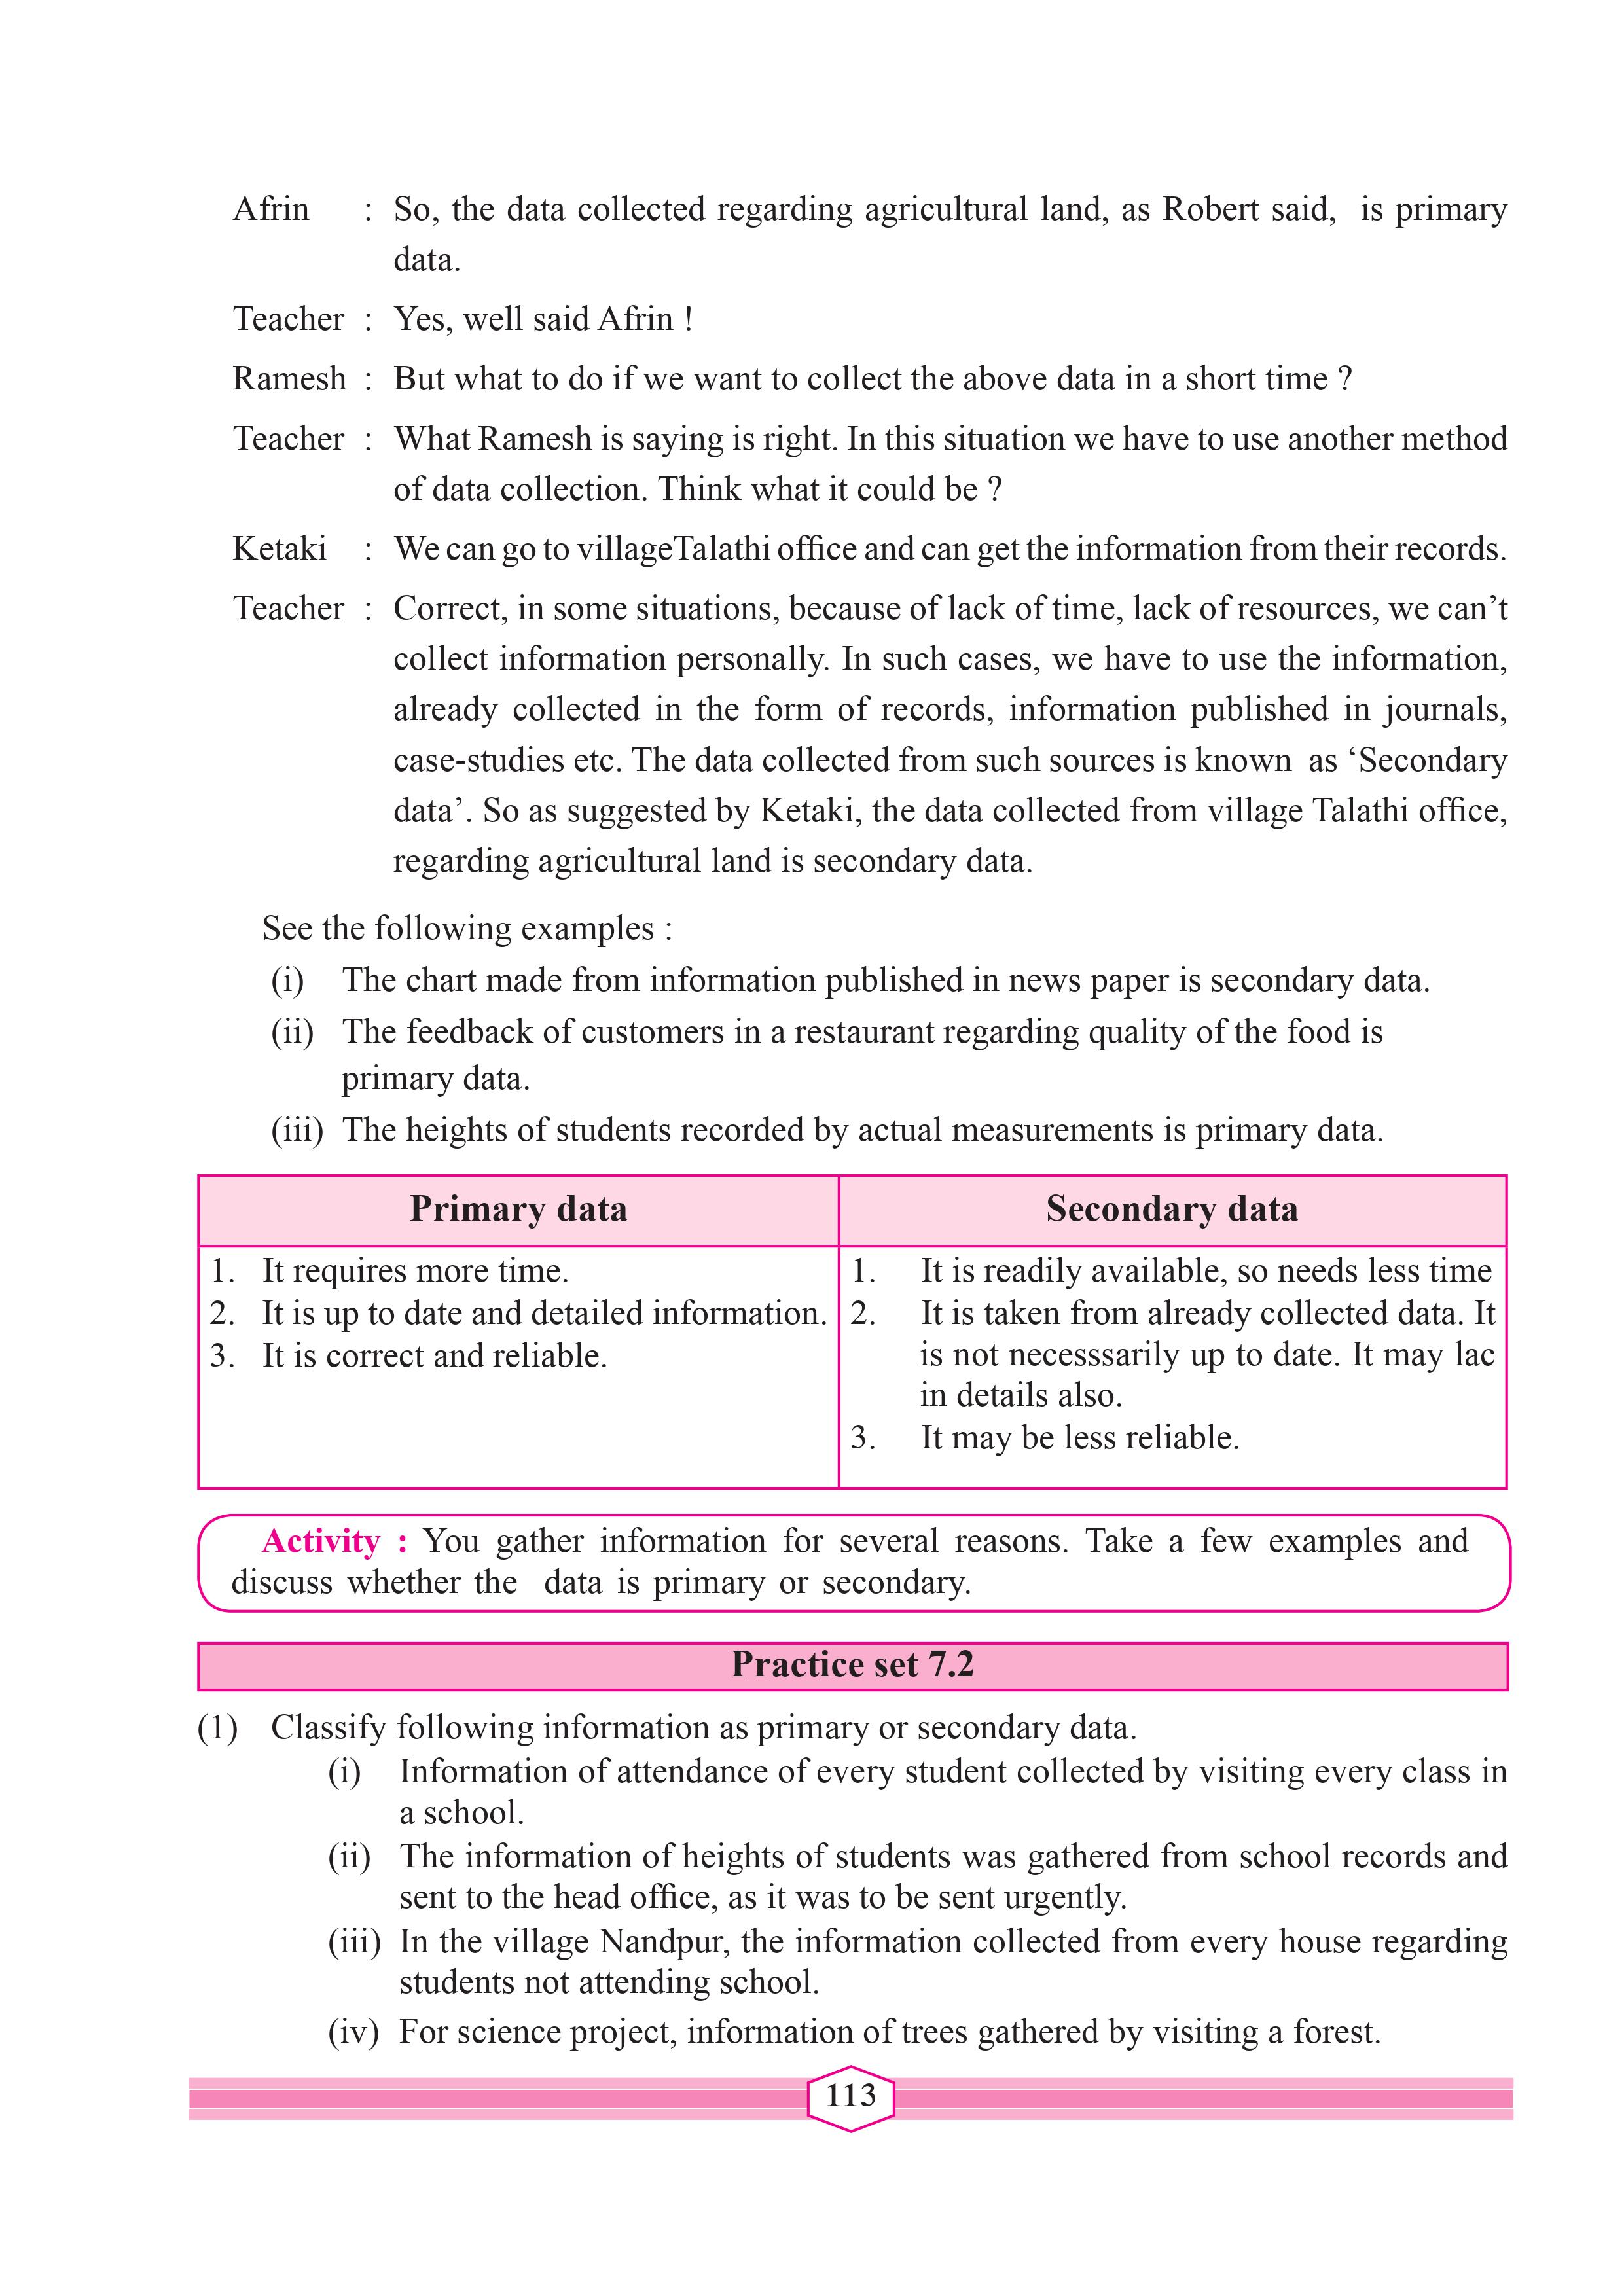 Afrin : So, the data collected regarding agricultural land, as Robert said, is primary
data.
Teacher : Yes, well said Afrin !
Ramesh : But what to do if we want to collect the above data in a short time ?
Teacher : What Ramesh is saying is right. In this situation we have to use another method
of data collection. Think what it could be ?
Ketaki : We can go to villageTalathi office and can get the information from their records.
Teacher : Correct, in some situations, because of lack of time, lack of resources, we can’t
collect information personally. In such cases, we have to use the information,
already collected in the form of records, information published in journals,
case-studies etc. The data collected from such sources is known as ‘Secondary
data’. So as suggested by Ketaki, the data collected from village Talathi office,
regarding agricultural land is secondary data.
See the following examples :
(i) The chart made from information published in news paper is secondary data.
(ii) The feedback of customers in a restaurant regarding quality of the food is
primary data.
(iii) The heights of students recorded by actual measurements is primary data.
Primary data
1. It requires more time.
2. It is up to date and detailed information.
3. It is correct and reliable.
Secondary data
1. It is readily available, so needs less time
2. It is taken from already collected data. It
is not necesssarily up to date. It may lac
in details also.
3. It may be less reliable.
Activity : You gather information for several reasons. Take a few examples and
discuss whether the data is primary or secondary.
Practice set 7.2
(1) Classify following information as primary or secondary data.
(i) Information of attendance of every student collected by visiting every class in
a school.
(ii) The information of heights of students was gathered from school records and
sent to the head office, as it was to be sent urgently.
(iii) In the village Nandpur, the information collected from every house regarding
students not attending school.
(iv) For science project, information of trees gathered by visiting a forest.
113